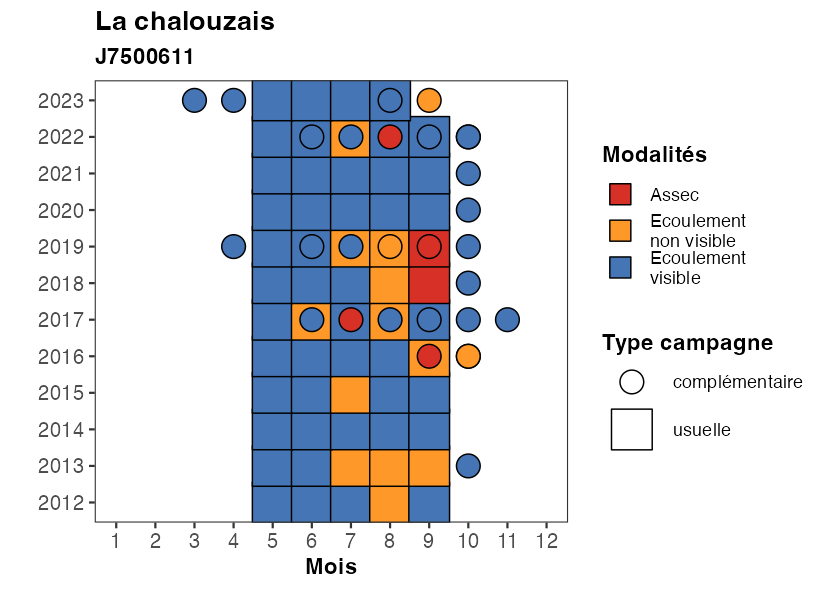 La chalouzais
J7500611
2023
2022
2021
2020
2019
2018
2017
2016
2015
2014
2013
2012
1 2 3 4 5 6 7 8 9 10 11 12
Mois
Modalités
Assec
Ecoulement
non visible
Ecoulement
visible
Type campagne
complémentaire
usuelle